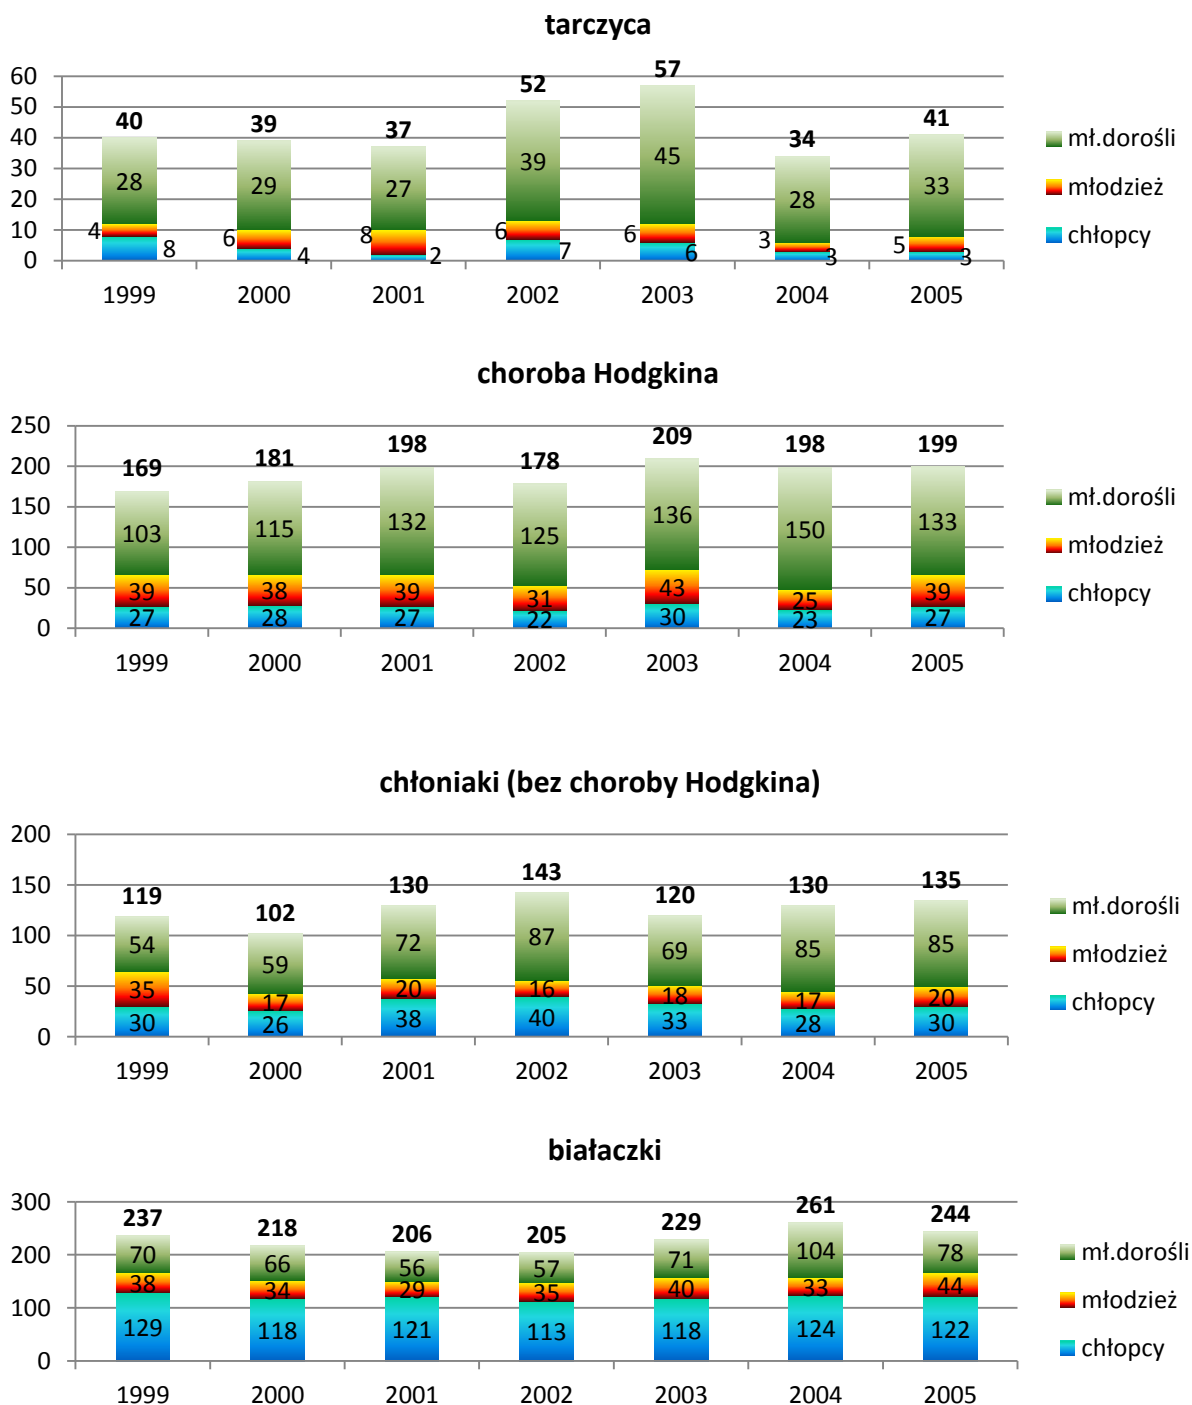 tarczyca
60
50
40
30
20
10
0
40 39 37 52 57 34 41
28 29 27 39 45 28 33
4 6 8 6 6 3 5
8 4 2 7 6 3 3
1999 2000 2001 2002 2003 2004 2005
mł.dorośli
młodzież
chłopcy
choroba Hodgkina
250
200
150
100
50
0
169 181 198 178 209 198 199
103 115 132 125 136 150 133
39 38 39 31 43 25 39
27 28 27 22 30 23 27
1999 2000 2001 2002 2003 2004 2005
mł.dorośli
młodzież
chłopcy
chłoniaki (bez choroby Hodgkina)
200
150
100
50
0
119 102 130 143 120 130 135
54 59 72 87 69 85 85
35 17 20 16 18 17 20
30 26 38 40 33 28 30
1999 2000 2001 2002 2003 2004 2005
mł.dorośli
młodzież
chłopcy
białaczki
300
200
100
0
237 218 206 205 229 261 244
70 66 56 57 71 104 78
38 34 29 35 40 33 44
129 118 121 113 118 124 122
1999 2000 2001 2002 2003 2004 2005
mł.dorośli
młodzież
chłopcy